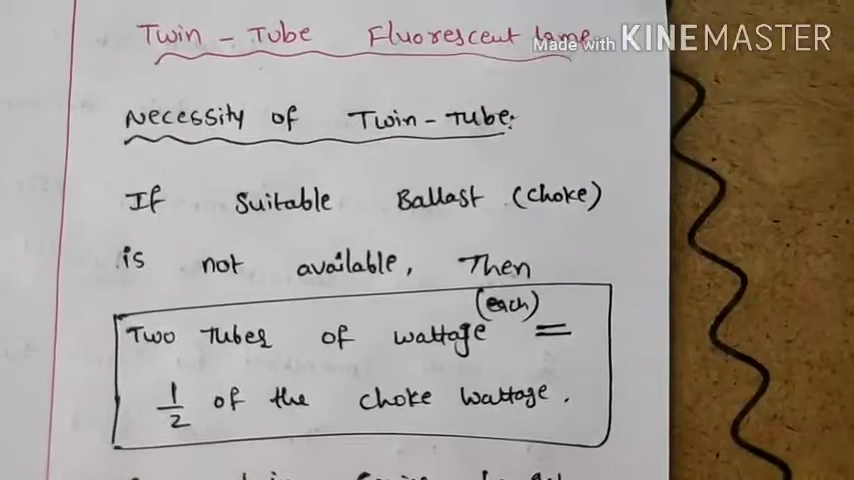 Twin - Tube Fluorescent lamp
Made with KINEMASTER
Necessity of Twin - Tube:
If Suitable Ballast (choke)
is not available, Then
(each)
Two Tubes of wattage =
1/2 of the choke wattage.